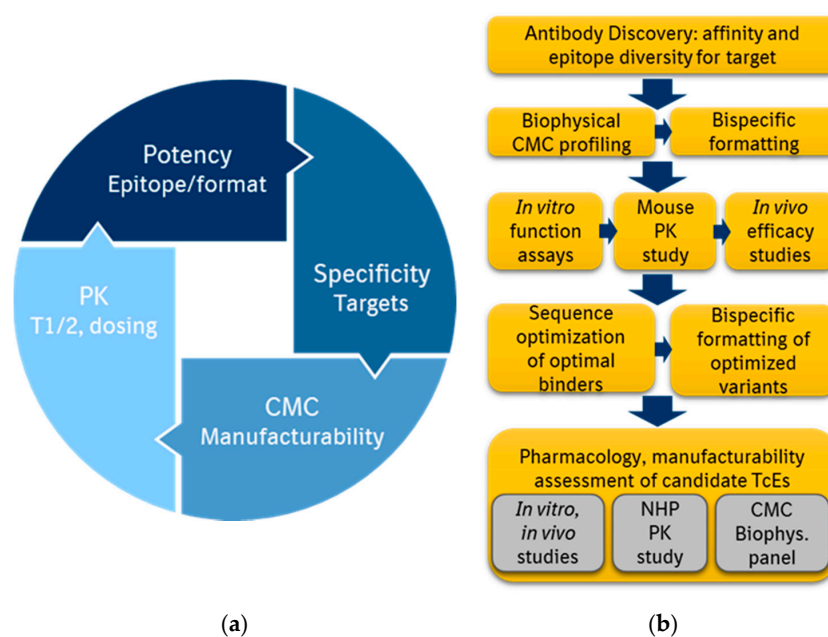 Potency
Epitope/format
Specificity
Targets
CMC
Manufacturability
PK
T1/2, dosing
(a)
Antibody Discovery: affinity and
epitope diversity for target
Biophysical
CMC profiling
Bispecific
formatting
In vitro
function
assays
Mouse
PK
study
In vivo
efficacy
studies
Sequence
optimization
of optimal
binders
Bispecific
formatting of
optimized
variants
Pharmacology, manufacturability
assessment of candidate TcEs
In vitro,
in vivo
studies
NHP
PK
study
CMC
Biophys.
panel
(b)